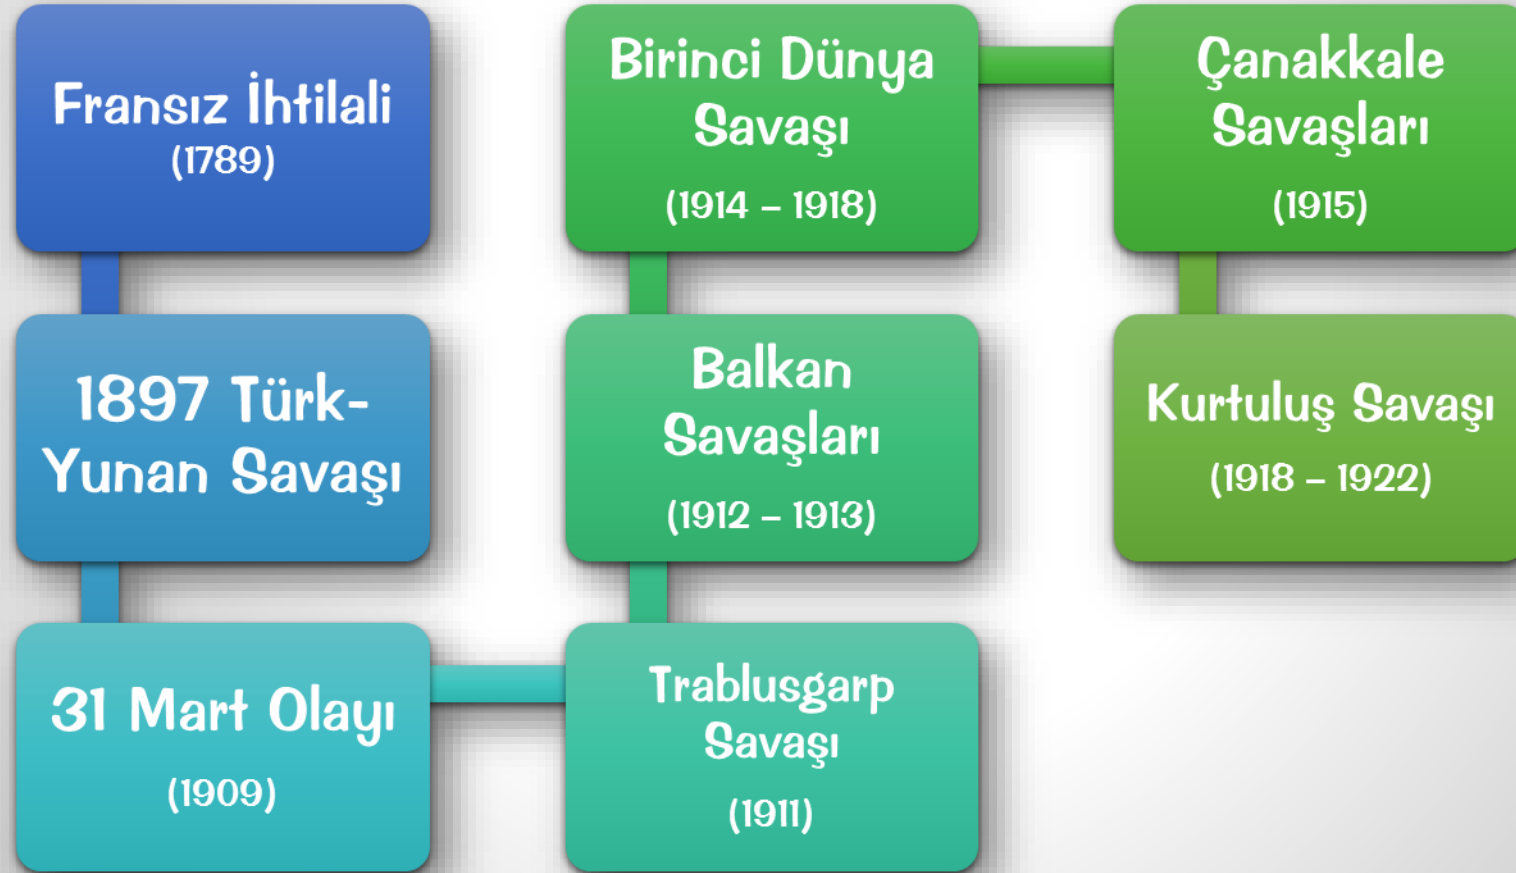 Fransız İhtilali
(1789)
1897 Türk-
Yunan Savaşı
31 Mart Olayı
(1909)
Trablusgarp
Savaşı
(1911)
Balkan
Savaşları
(1912 – 1913)
Birinci Dünya
Savaşı
(1914 – 1918)
Çanakkale
Savaşları
(1915)
Kurtuluş Savaşı
(1918 – 1922)